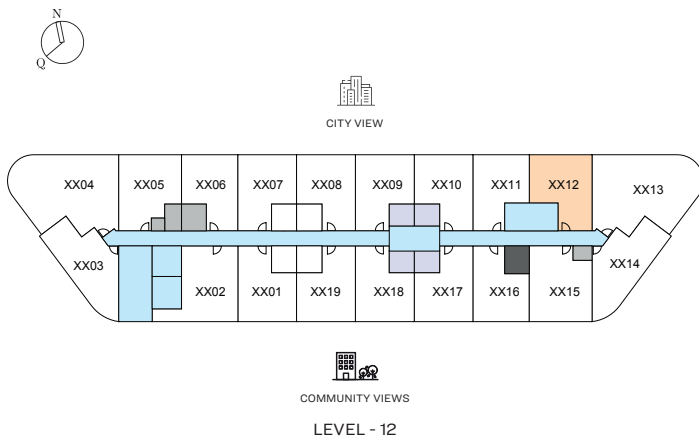 N
Q
CITY VIEW
XX04 XX05 XX06 XX07 XX08 XX09 XX10 XX11 XX12 XX13
XX03 XX02 XX01 XX19 XX18 XX17 XX16 XX15 XX14
COMMUNITY VIEWS
LEVEL - 12